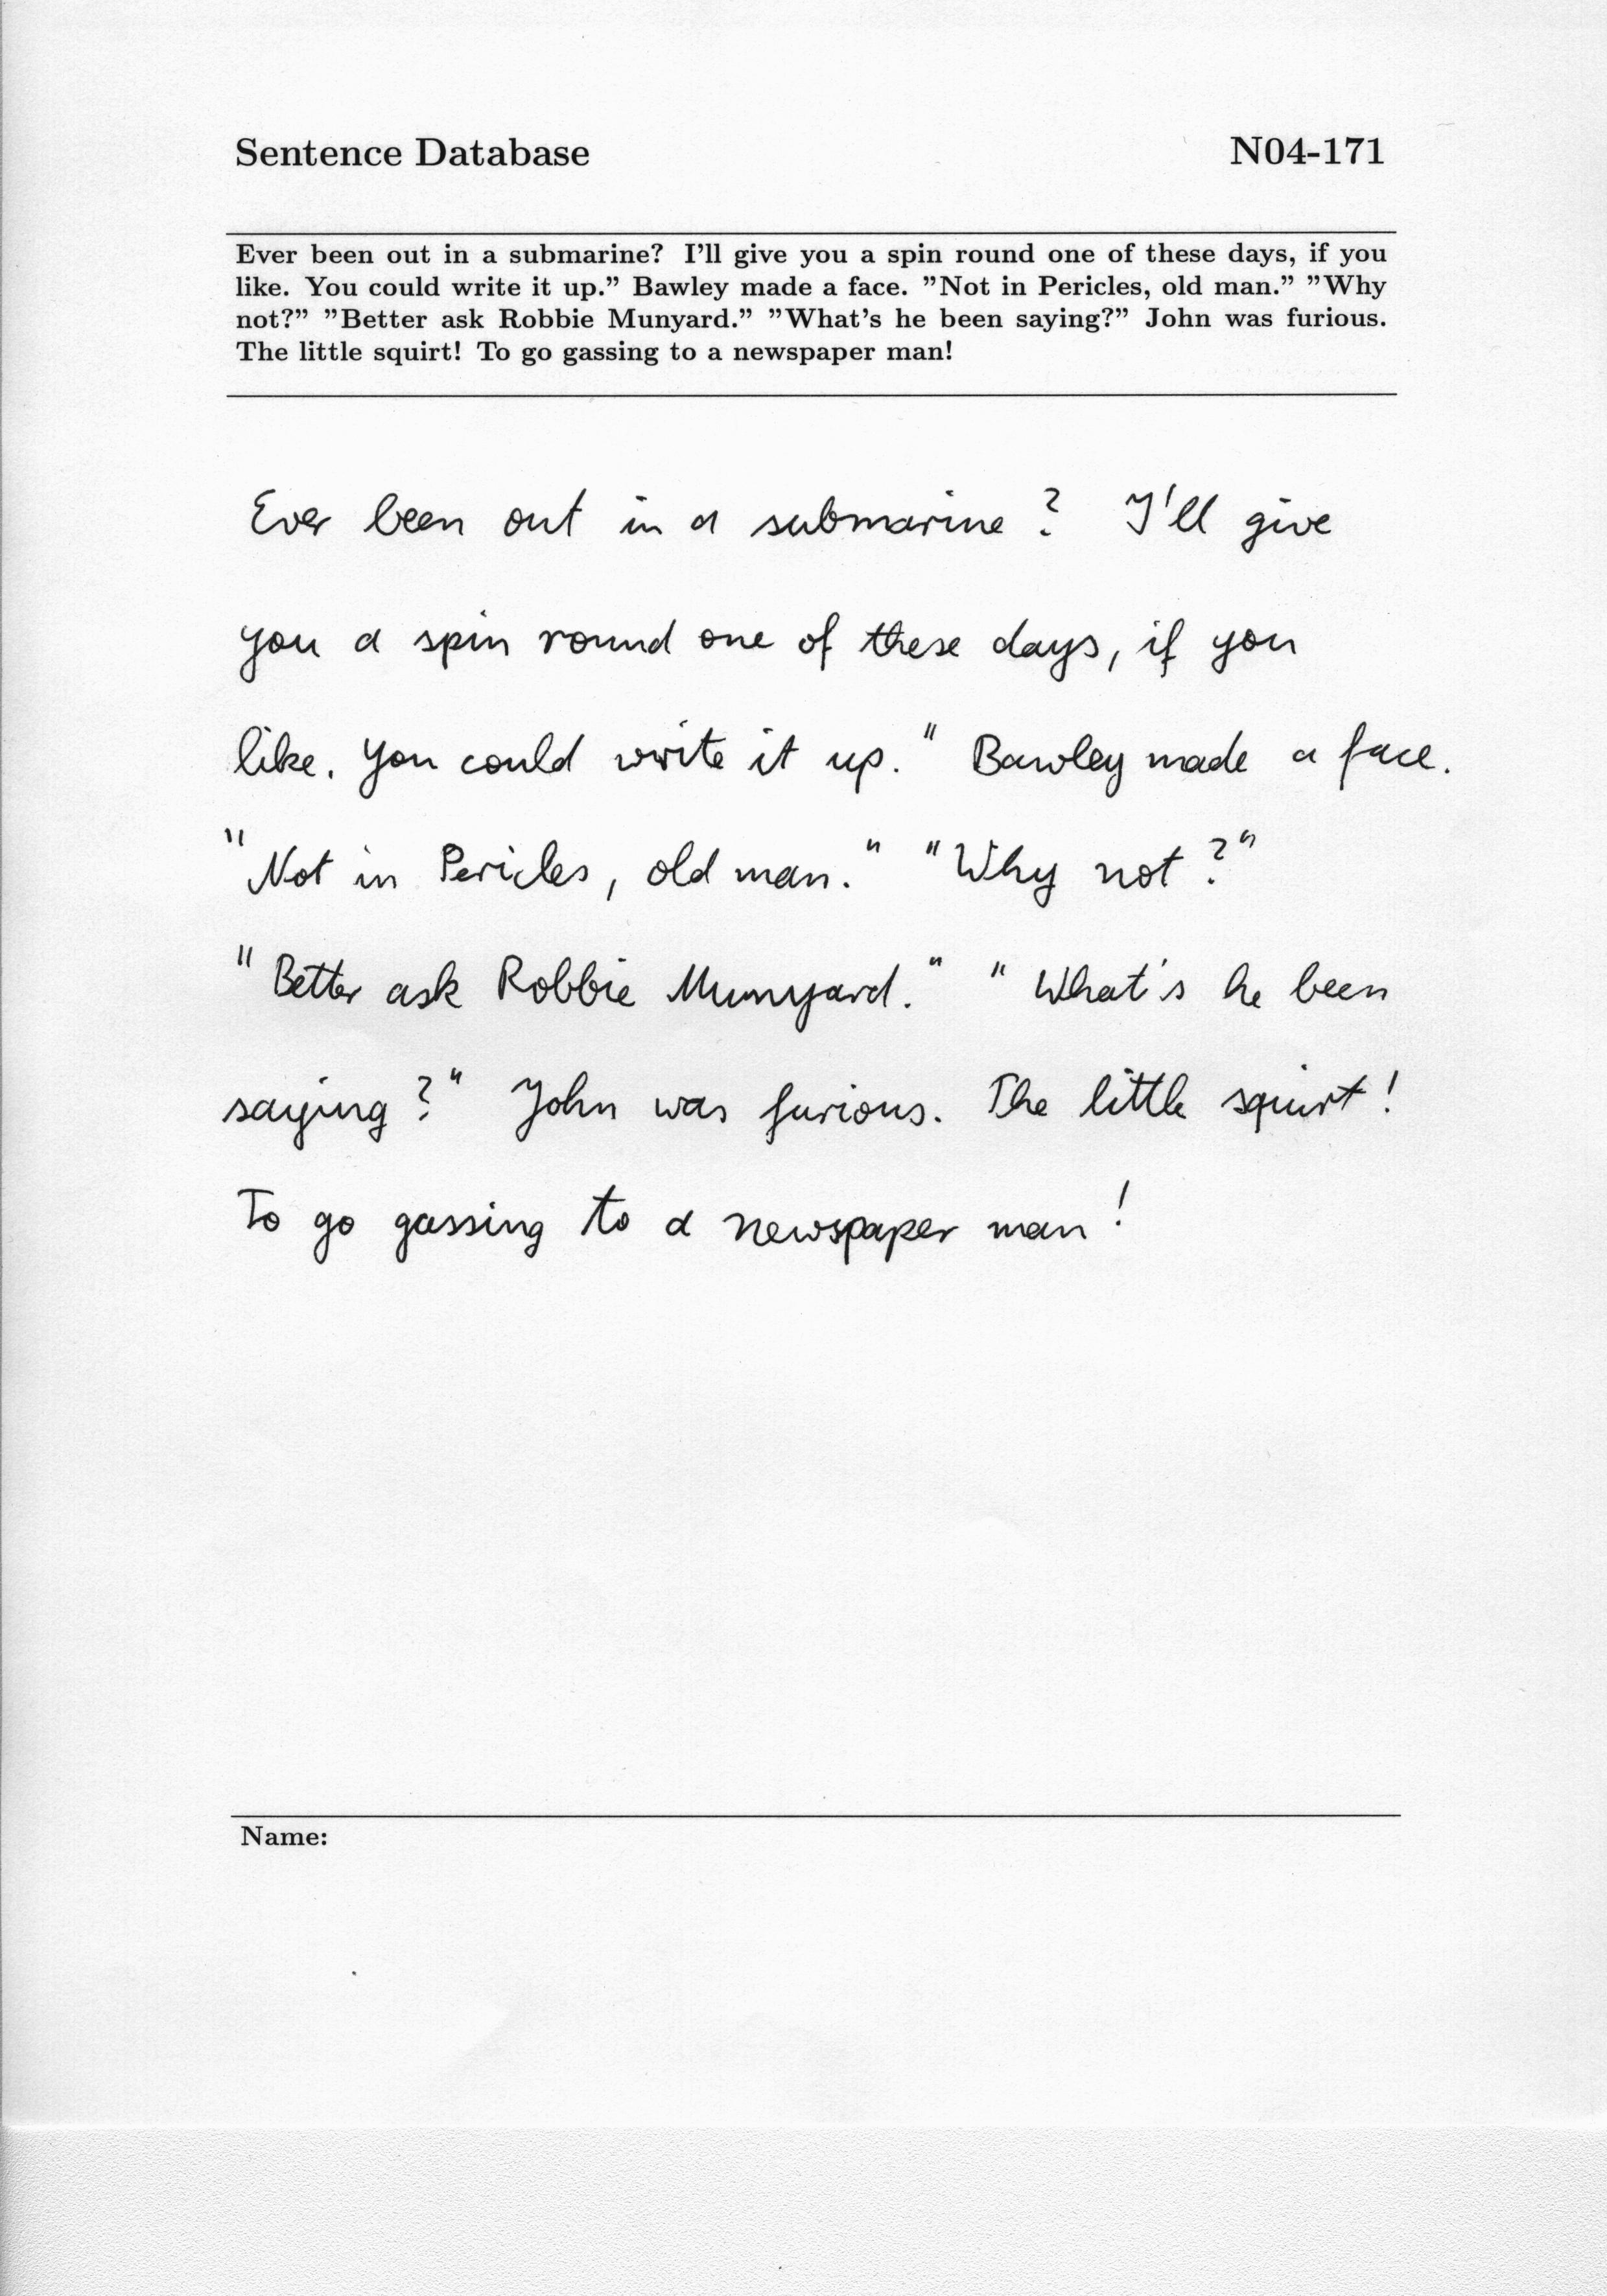 Sentence Database N04-171
Ever been out in a submarine? I'll give you a spin round one of these days, if you
like. You could write it up." Bawley made a face. "Not in Pericles, old man." "Why
not?" "Better ask Robbie Munyard." "What's he been saying?" John was furious.
The little squirt! To go gassing to a newspaper man!
Ever been out in a submarine? I'll give
you a spin round one of these days, if you
like. You could write it up." Bawley made a face.
"Not in Pericles, old man." "Why not?"
"Better ask Robbie Munyard." "What's he been
saying?" John was furious. The little squirt!
To go gassing to a newspaper man!
Name: